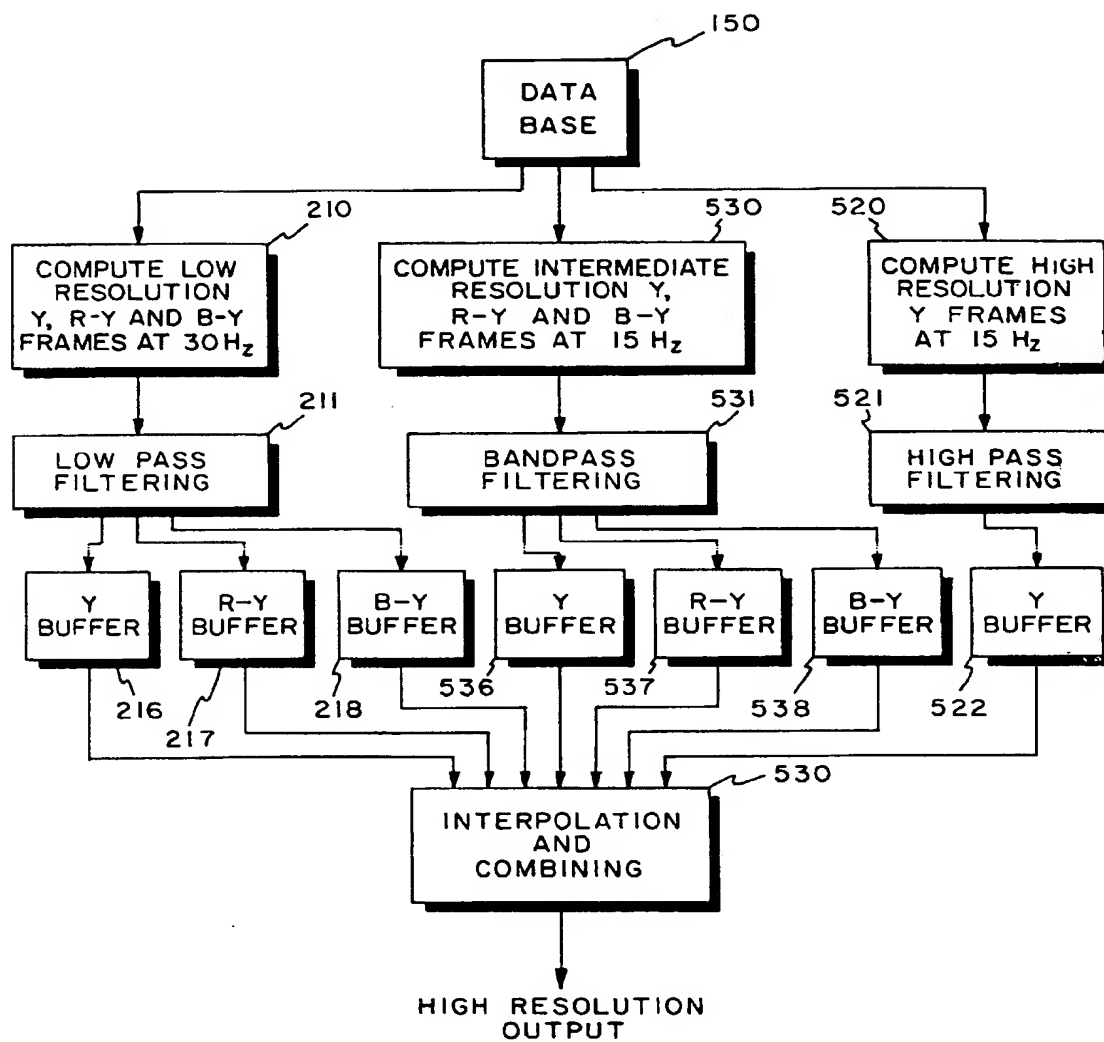 150
DATA
BASE
210
530
520
COMPUTE LOW
RESOLUTION
Y, R-Y AND B-Y
FRAMES AT 30 Hz
COMPUTE INTERMEDIATE
RESOLUTION Y,
R-Y AND B-Y
FRAMES AT 15 Hz
COMPUTE HIGH
RESOLUTION
Y FRAMES
AT 15 Hz
211
531
521
LOW PASS
FILTERING
BANDPASS
FILTERING
HIGH PASS
FILTERING
Y
BUFFER
R-Y
BUFFER
B-Y
BUFFER
Y
BUFFER
R-Y
BUFFER
B-Y
BUFFER
Y
BUFFER
216
217
218
536
537
538
522
530
INTERPOLATION
AND
COMBINING
HIGH RESOLUTION
OUTPUT